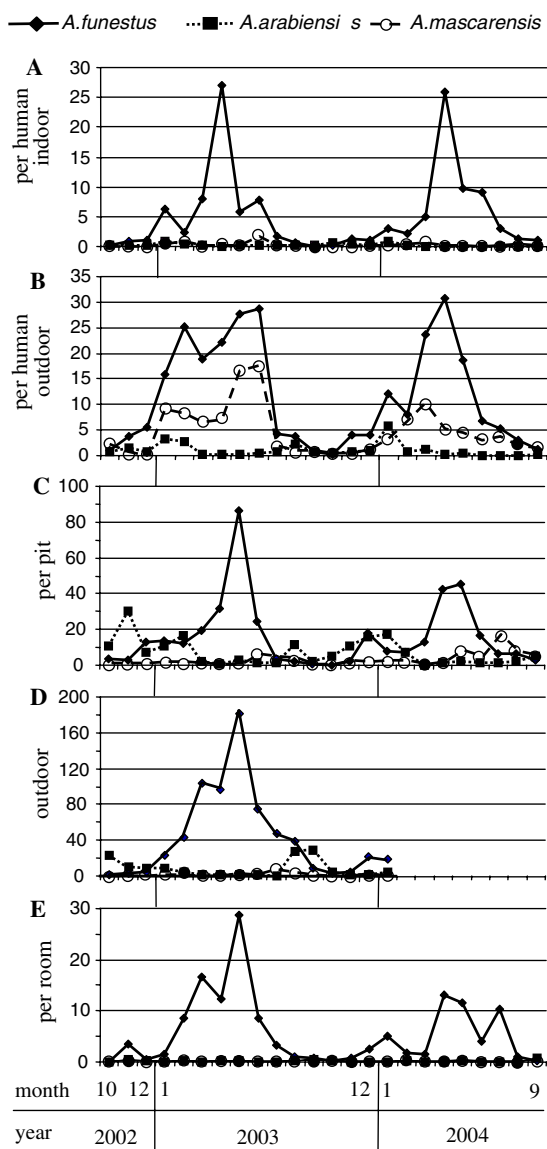 A.funestus A.arabiensi s A.mascarensis
A
per human
indoor
30
25
20
15
10
5
0
B
per human
outdoor
35
30
25
20
15
10
5
0
C
per pit
100
80
60
40
20
0
D
outdoor
200
160
120
80
40
0
E
per room
30
20
10
0
month 10 12 1 12 1 9
year 2002 2003 2004